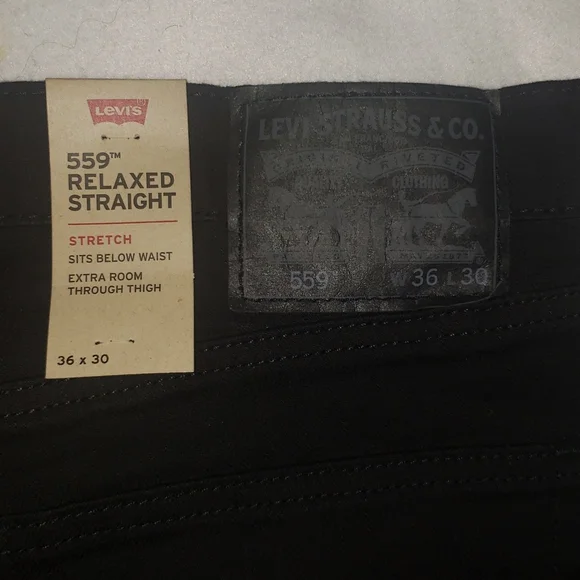 LEVI'S
559™
RELAXED
STRAIGHT
STRETCH
SITS BELOW WAIST
EXTRA ROOM
THROUGH THIGH
36 x 30
LEVI STRAUSS & CO.
RIVETED
CLOTHING
559 W 36 L 30